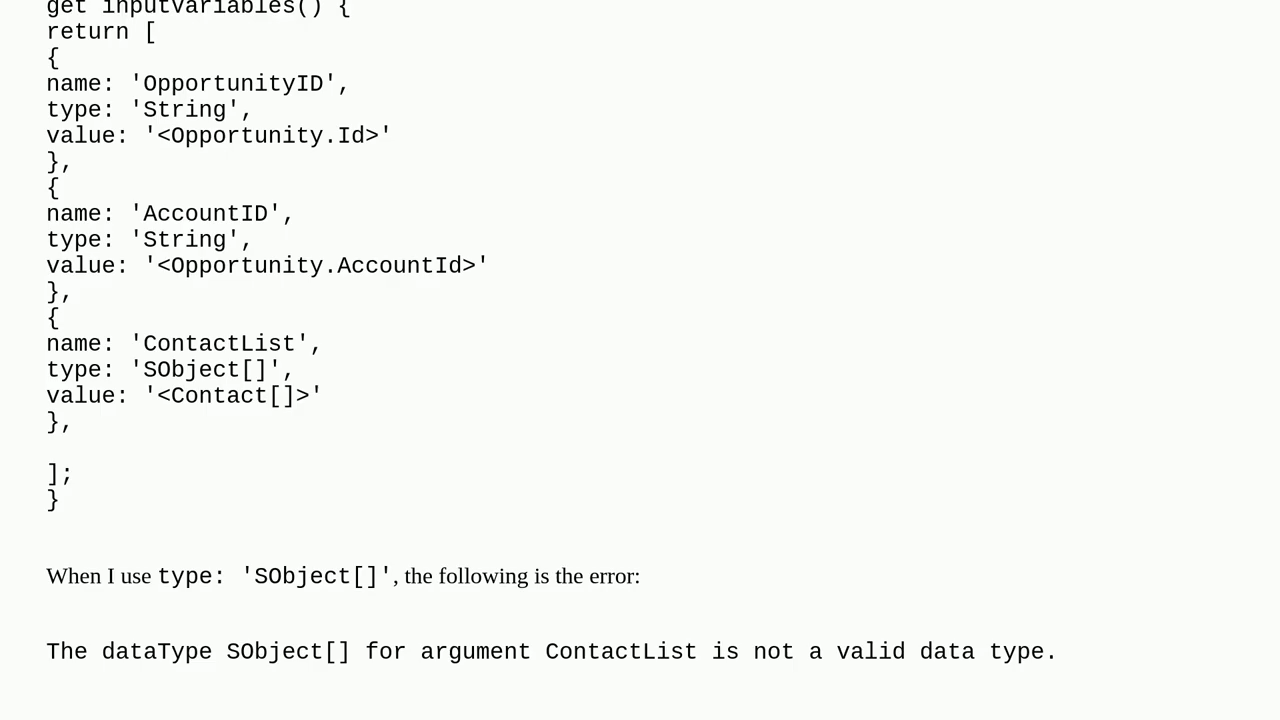 get inputVariables() {
return [
{
name: 'OpportunityID',
type: 'String',
value: '<Opportunity.Id>'
},
{
name: 'AccountID',
type: 'String',
value: '<Opportunity.AccountId>'
},
{
name: 'ContactList',
type: 'SObject[]',
value: '<Contact[]>'
},
];
}
When I use type: 'SObject[]', the following is the error:
The dataType SObject[] for argument ContactList is not a valid data type.